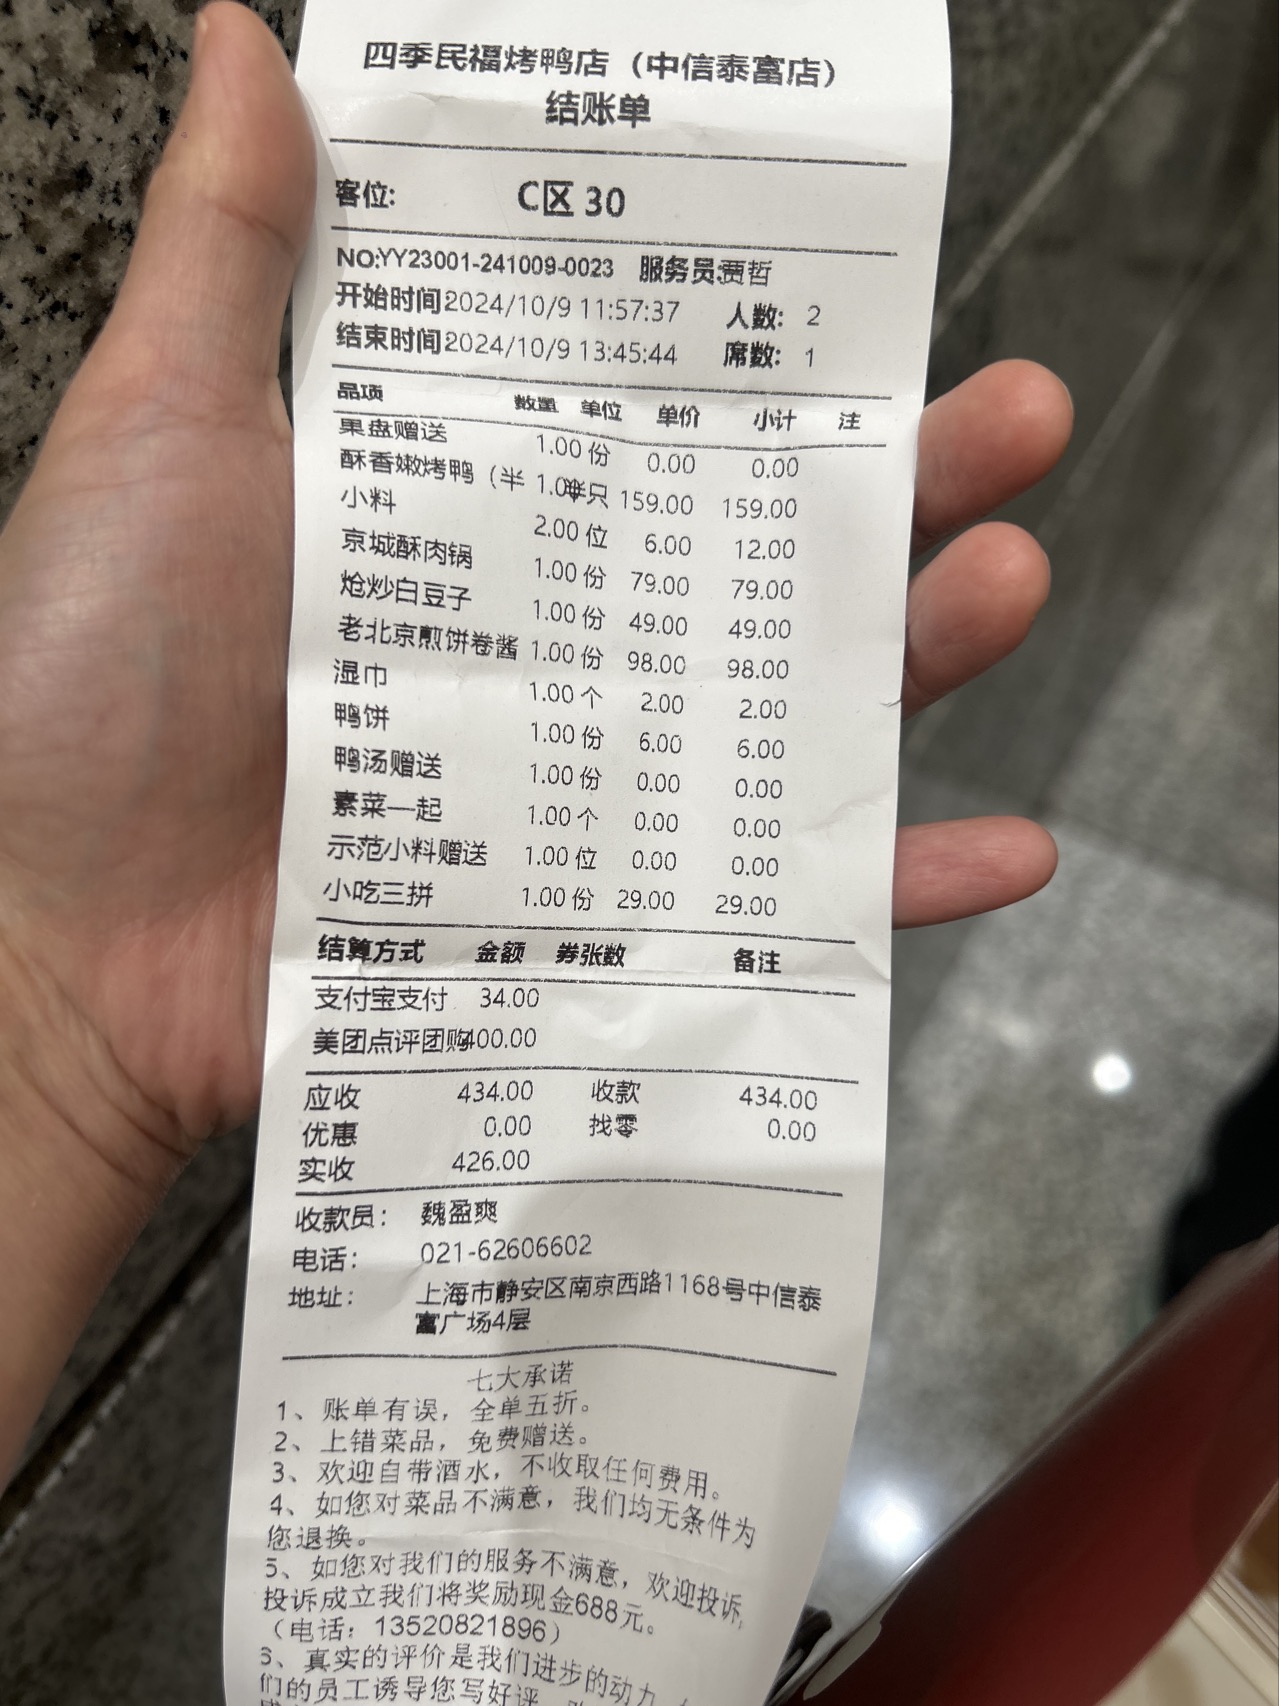 四季民福烤鸭店（中信泰富店）
结账单
客位: C区 30
NO:YY23001-241009-0023 服务员:贾哲
开始时间2024/10/9 11:57:37 人数: 2
结束时间2024/10/9 13:45:44 席数: 1
品项 数量 单位 单价 小计 注
果盘赠送 1.00 份 0.00 0.00
酥香嫩烤鸭（半 1.00半只 159.00 159.00
小料 2.00 位 6.00 12.00
京城酥肉锅 1.00 份 79.00 79.00
炝炒白豆子 1.00 份 49.00 49.00
老北京煎饼卷酱 1.00 份 98.00 98.00
湿巾 1.00 个 2.00 2.00
鸭饼 1.00 份 6.00 6.00
鸭汤赠送 1.00 份 0.00 0.00
素菜一起 1.00 个 0.00 0.00
示范小料赠送 1.00 位 0.00 0.00
小吃三拼 1.00 份 29.00 29.00
结算方式 金额 券张数 备注
支付宝支付 34.00
美团点评团购400.00
应收 434.00 收款 434.00
优惠 0.00 找零 0.00
实收 426.00
收款员: 魏盈爽
电话: 021-62606602
地址: 上海市静安区南京西路1168号中信泰
富广场4层
七大承诺
1、账单有误，全单五折。
2、上错菜品，免费赠送。
3、欢迎自带酒水，不收取任何费用。
4、如您对菜品不满意，我们均无条件为
您退换。
5、如您对我们的服务不满意，欢迎投诉,
投诉成立我们将奖励现金688元。
（电话：13520821896）
6、真实的评价是我们进步的动力
们的员工诱导您写好评